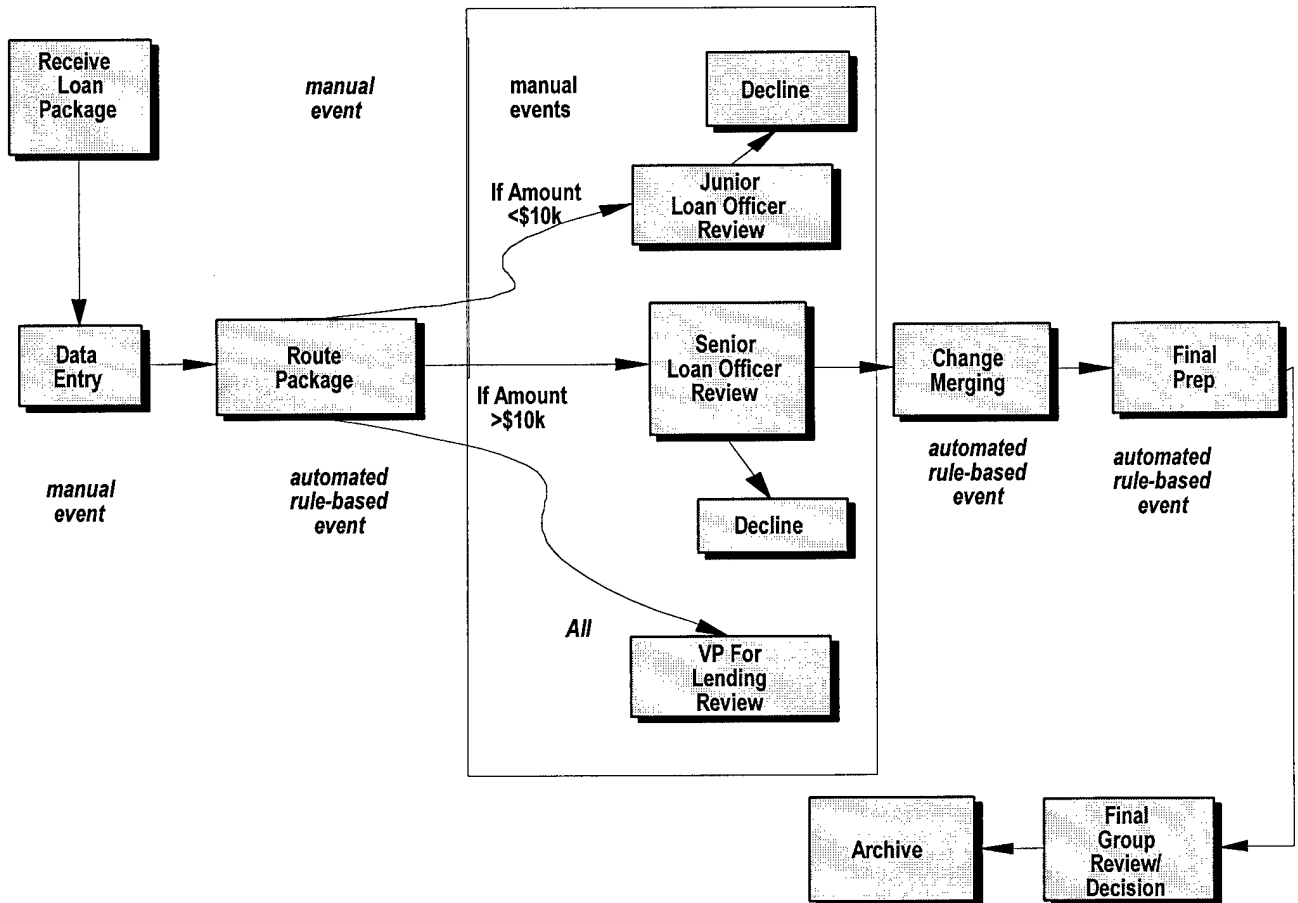 Receive
Loan
Package
manual
event
manual
events
Decline
If Amount
<$10k
Junior
Loan Officer
Review
Data
Entry
Route
Package
If Amount
>$10k
Senior
Loan Officer
Review
Change
Merging
Final
Prep
manual
event
automated
rule-based
event
Decline
automated
rule-based
event
automated
rule-based
event
All
VP For
Lending
Review
Archive
Final
Group
Review/
Decision